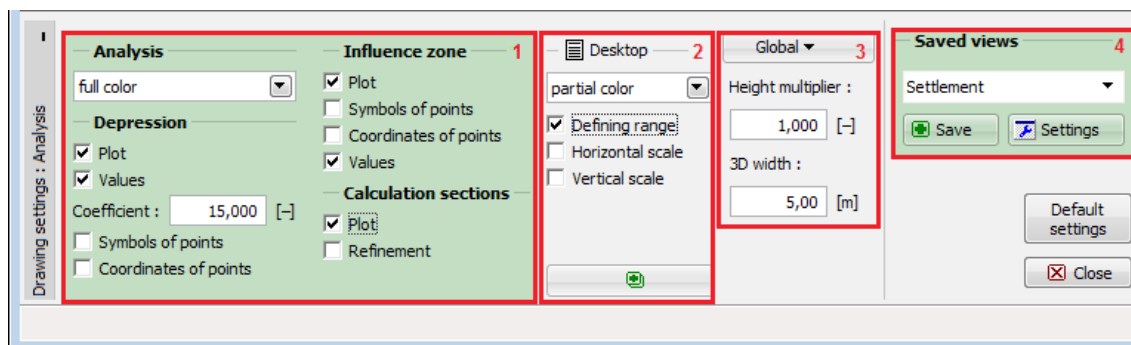 Drawing settings : Analysis
Analysis
full color
Depression
Plot
Values
Coefficient :
15,000
[–]
Symbols of points
Coordinates of points
Influence zone
1
Plot
Symbols of points
Coordinates of points
Values
Calculation sections
Plot
Refinement
Desktop
2
partial color
Defining range
Horizontal scale
Vertical scale
Global
3
Height multiplier :
1,000
[–]
3D width :
5,00
[m]
Saved views
4
Settlement
Save
Settings
Default
settings
Close